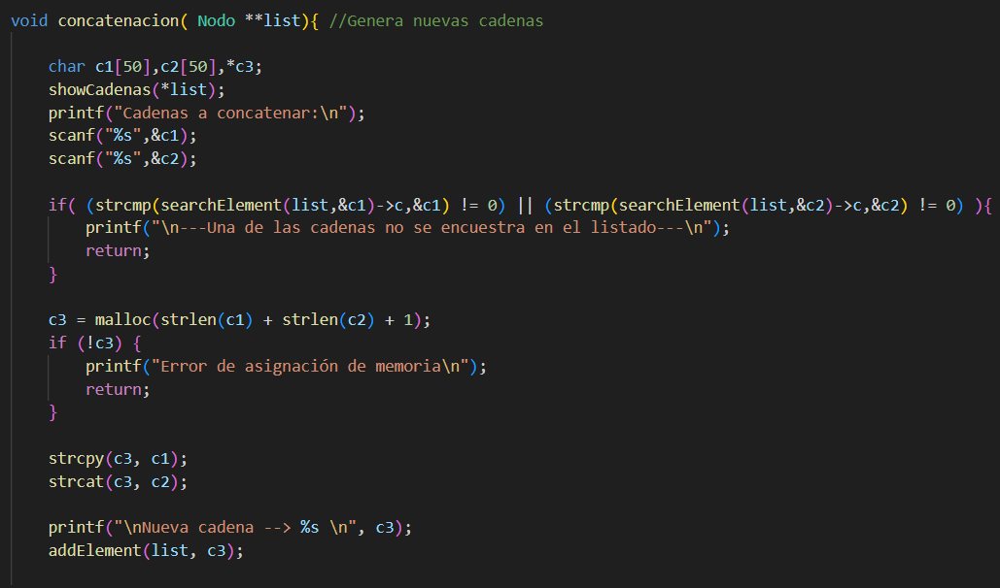 void concatenacion( Nodo **list){ //Genera nuevas cadenas
char c1[50],c2[50],*c3;
showCadenas(*list);
printf("Cadenas a concatenar:\n");
scanf("%s",&c1);
scanf("%s",&c2);
if( (strcmp(searchElement(list,&c1)->c,&c1) != 0) || (strcmp(searchElement(list,&c2)->c,&c2) != 0) ){
printf("\n---Una de las cadenas no se encuestra en el listado---\n");
return;
}
c3 = malloc(strlen(c1) + strlen(c2) + 1);
if (!c3) {
printf("Error de asignación de memoria\n");
return;
}
strcpy(c3, c1);
strcat(c3, c2);
printf("\nNueva cadena --> %s \n", c3);
addElement(list, c3);